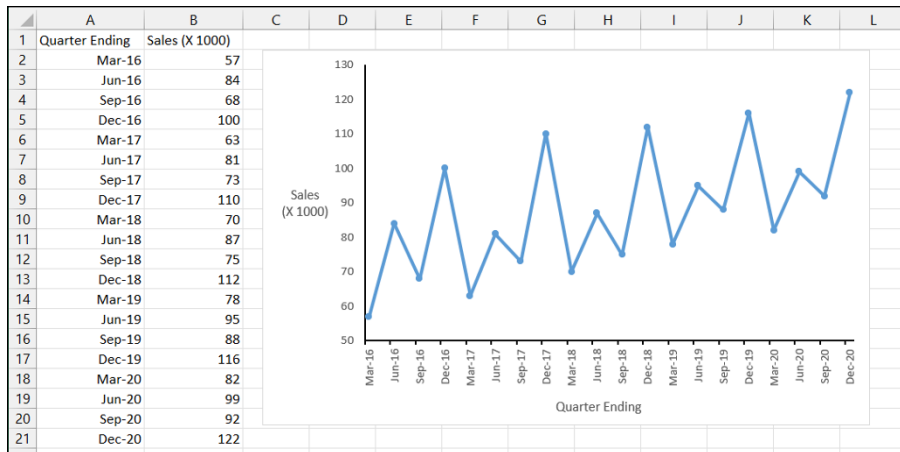 A B C D E F G H I J K L
1 Quarter Ending Sales (X 1000)
2 Mar-16 57
3 Jun-16 84
4 Sep-16 68
5 Dec-16 100
6 Mar-17 63
7 Jun-17 81
8 Sep-17 73
9 Dec-17 110
10 Mar-18 70
11 Jun-18 87
12 Sep-18 75
13 Dec-18 112
14 Mar-19 78
15 Jun-19 95
16 Sep-19 88
17 Dec-19 116
18 Mar-20 82
19 Jun-20 99
20 Sep-20 92
21 Dec-20 122
130
120
110
100
90
80
70
60
50
Sales
(X 1000)
Mar-16 Jun-16 Sep-16 Dec-16 Mar-17 Jun-17 Sep-17 Dec-17 Mar-18 Jun-18 Sep-18 Dec-18 Mar-19 Jun-19 Sep-19 Dec-19 Mar-20 Jun-20 Sep-20 Dec-20
Quarter Ending